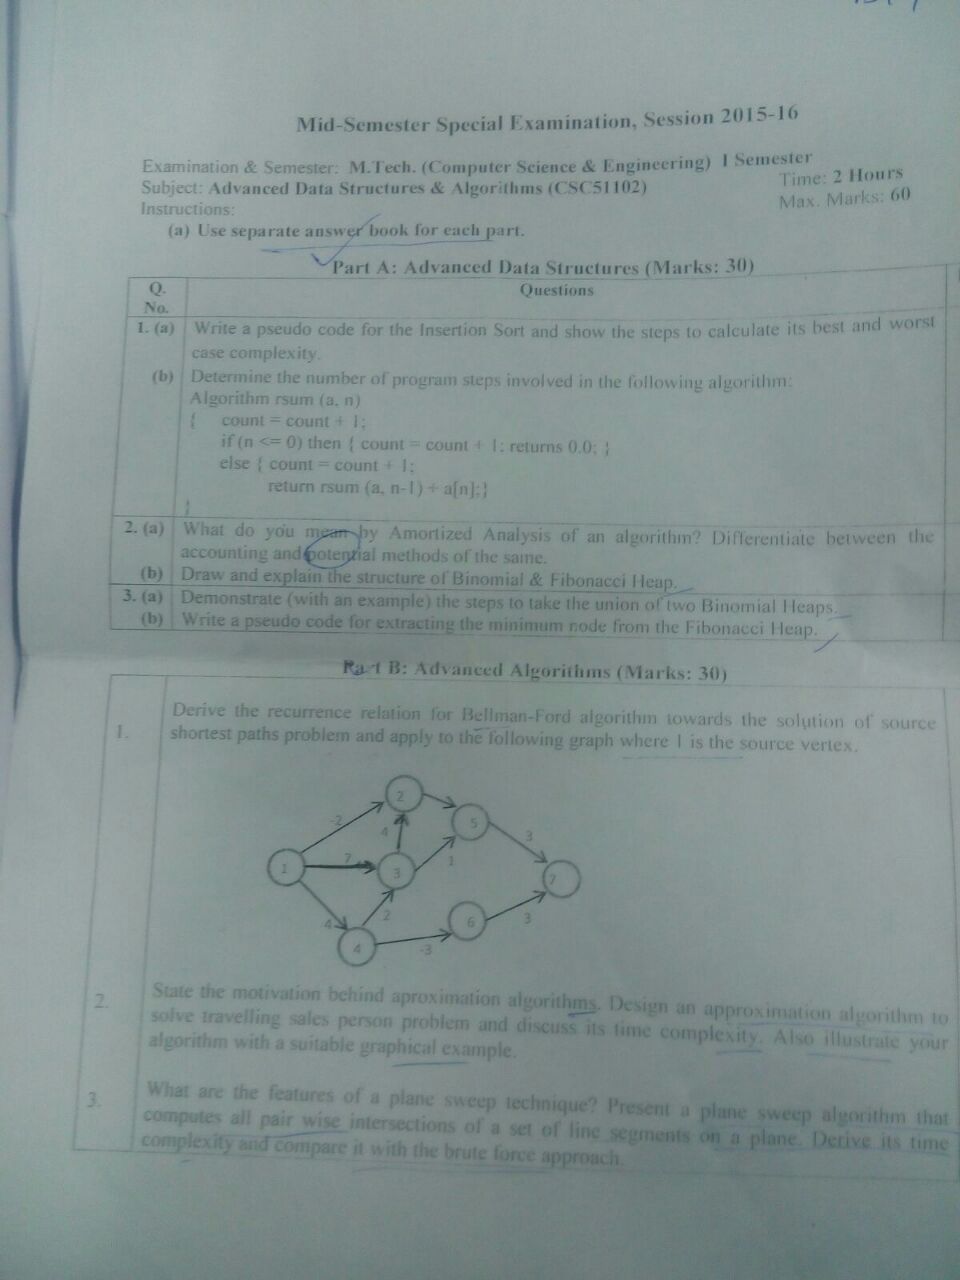 Mid-Semester Special Examination, Session 2015-16
Examination & Semester: M.Tech. (Computer Science & Engineering) I Semester
Subject: Advanced Data Structures & Algorithms (CSC51102)
Time: 2 Hours
Instructions:
Max. Marks: 60
(a) Use separate answer book for each part.
Part A: Advanced Data Structures (Marks: 30)
Q. No.
Questions
1. (a) Write a pseudo code for the Insertion Sort and show the steps to calculate its best and worst
case complexity.
(b) Determine the number of program steps involved in the following algorithm:
Algorithm rsum (a, n)
{ count = count + 1;
if (n <= 0) then { count = count + 1; returns 0.0; }
else { count = count + 1;
return rsum (a, n-1) + a[n];}
}
2. (a) What do you mean by Amortized Analysis of an algorithm? Differentiate between the
accounting and potential methods of the same.
(b) Draw and explain the structure of Binomial & Fibonacci Heap.
3. (a) Demonstrate (with an example) the steps to take the union of two Binomial Heaps.
(b) Write a pseudo code for extracting the minimum node from the Fibonacci Heap.
Part B: Advanced Algorithms (Marks: 30)
1. Derive the recurrence relation for Bellman-Ford algorithm towards the solution of source
shortest paths problem and apply to the following graph where 1 is the source vertex.
2
-2
5
4
3
1
7
3
1
7
4
2
6
3
4
-3
2. State the motivation behind aproximation algorithms. Design an approximation algorithm to
solve travelling sales person problem and discuss its time complexity. Also illustrate your
algorithm with a suitable graphical example.
3. What are the features of a plane sweep technique? Present a plane sweep algorithm that
computes all pair wise intersections of a set of line segments on a plane. Derive its time
complexity and compare it with the brute force approach.